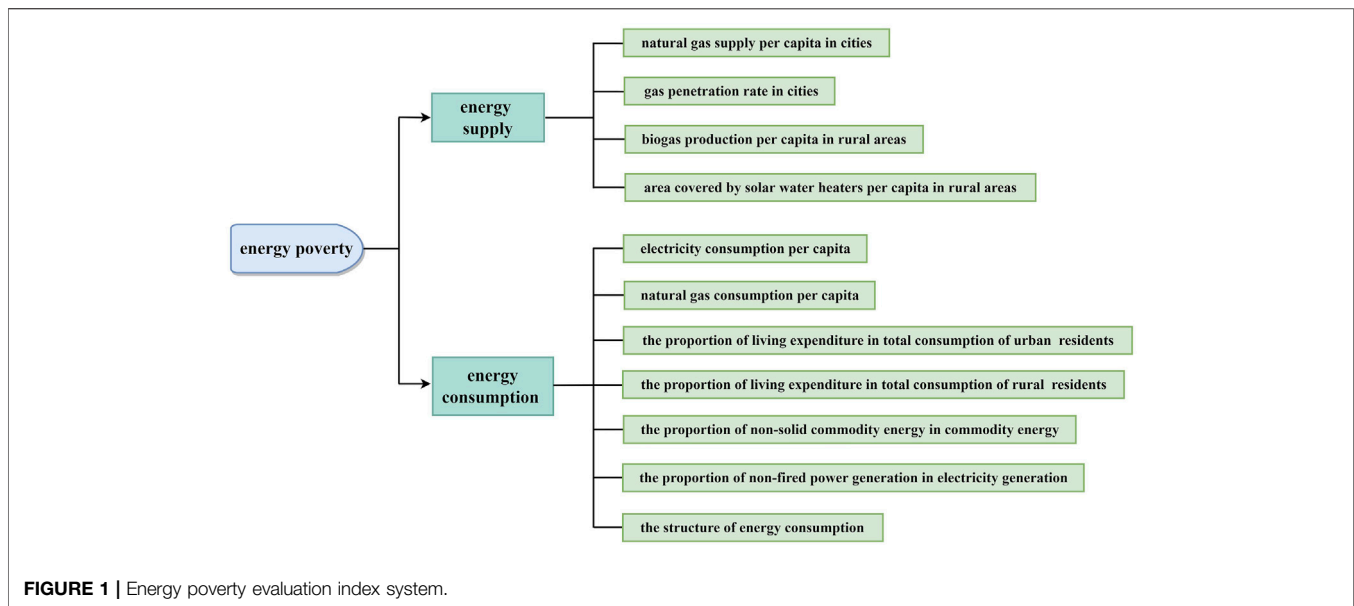 natural gas supply per capita in cities
gas penetration rate in cities
energy
supply
biogas production per capita in rural areas
area covered by solar water heaters per capita in rural areas
energy poverty
electricity consumption per capita
natural gas consumption per capita
the proportion of living expenditure in total consumption of urban residents
energy
consumption
the proportion of living expenditure in total consumption of rural residents
the proportion of non-solid commodity energy in commodity energy
the proportion of non-fired power generation in electricity generation
the structure of energy consumption
FIGURE 1 | Energy poverty evaluation index system.